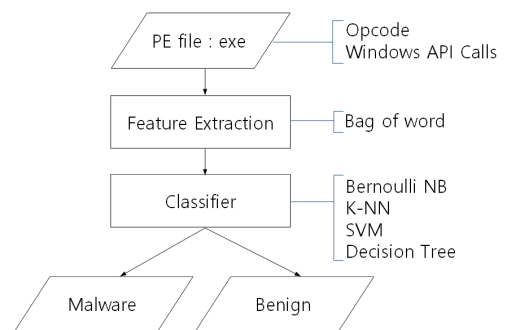 PE file : exe
Opcode
Windows API Calls
Feature Extraction
Bag of word
Classifier
Bernoulli NB
K-NN
SVM
Decision Tree
Malware
Benign